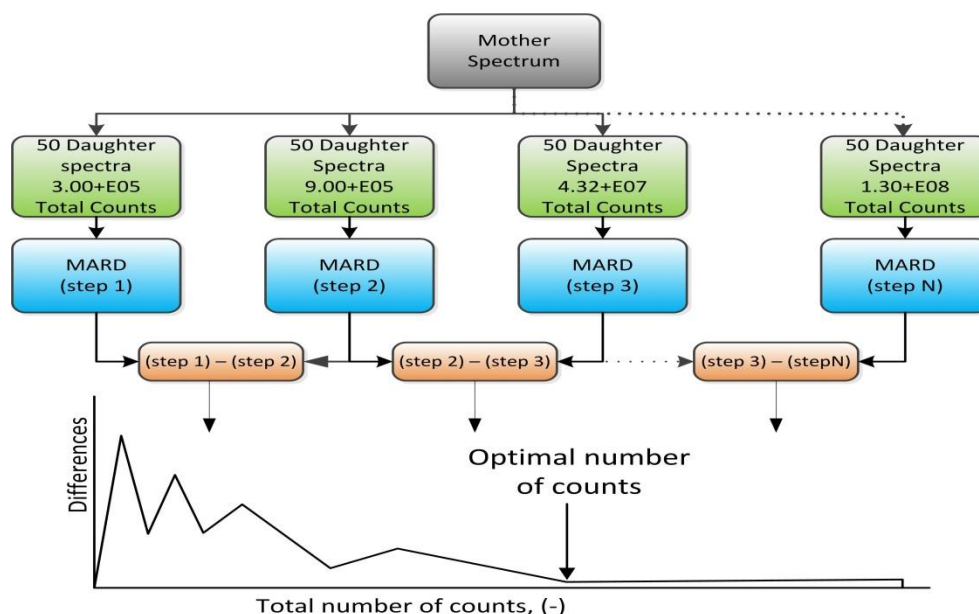 Mother
Spectrum
50 Daughter
spectra
3.00+E05
Total Counts
50 Daughter
Spectra
9.00+E05
Total Counts
50 Daughter
Spectra
4.32+E07
Total Counts
50 Daughter
Spectra
1.30+E08
Total Counts
MARD
(step 1)
MARD
(step 2)
MARD
(step 3)
MARD
(step N)
(step 1) – (step 2)
(step 2) – (step 3)
(step 3) – (stepN)
Differences
Optimal number
of counts
Total number of counts, (-)